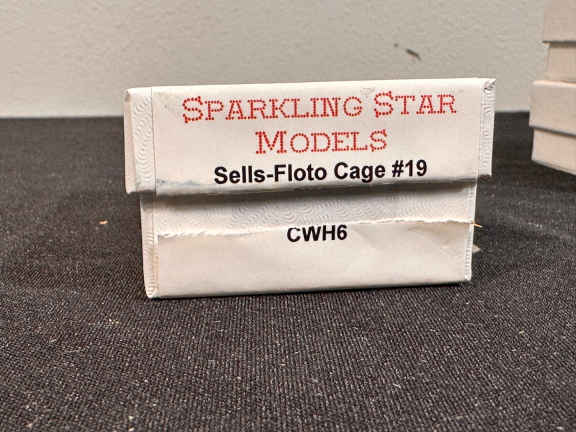 SPARKLING STAR
MODELS
Sells-Floto Cage #19
CWH6